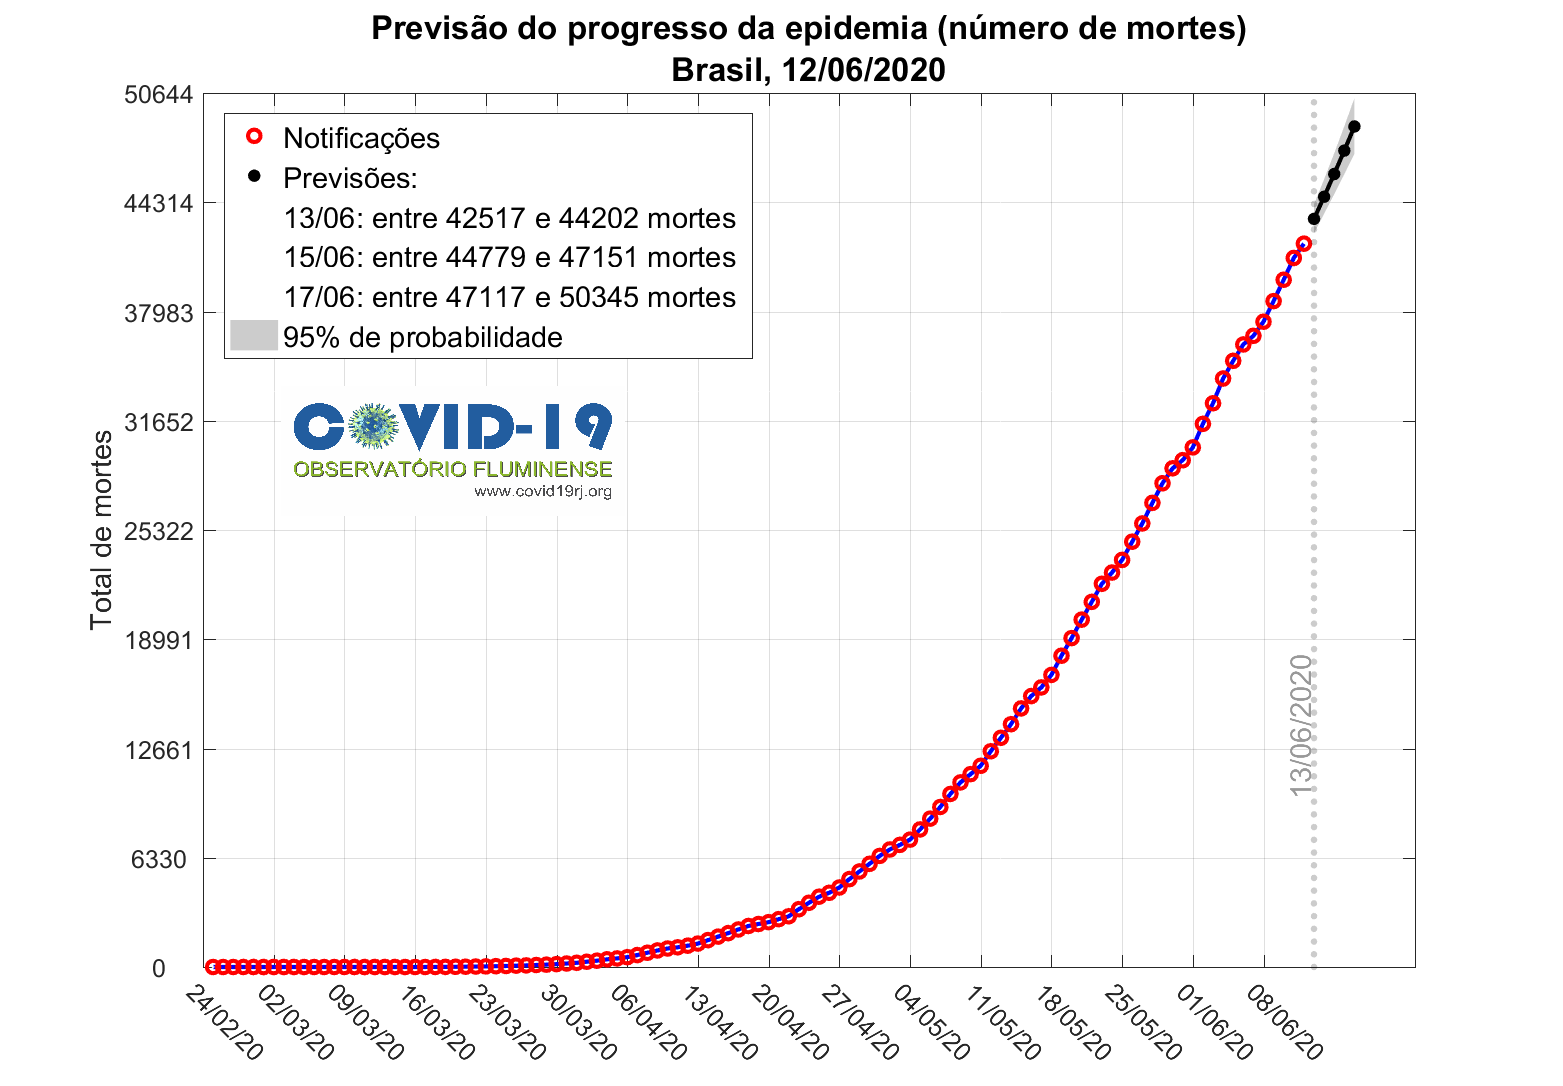 Previsão do progresso da epidemia (número de mortes)
Brasil, 12/06/2020
50644
44314
37983
31652
25322
18991
12661
6330
0
Total de mortes
Notificações
Previsões:
13/06: entre 42517 e 44202 mortes
15/06: entre 44779 e 47151 mortes
17/06: entre 47117 e 50345 mortes
95% de probabilidade
COVID-19
OBSERVATÓRIO FLUMINENSE
www.covid19rj.org
13/06/2020
24/02/20
02/03/20
09/03/20
16/03/20
23/03/20
30/03/20
06/04/20
13/04/20
20/04/20
27/04/20
04/05/20
11/05/20
18/05/20
25/05/20
01/06/20
08/06/20